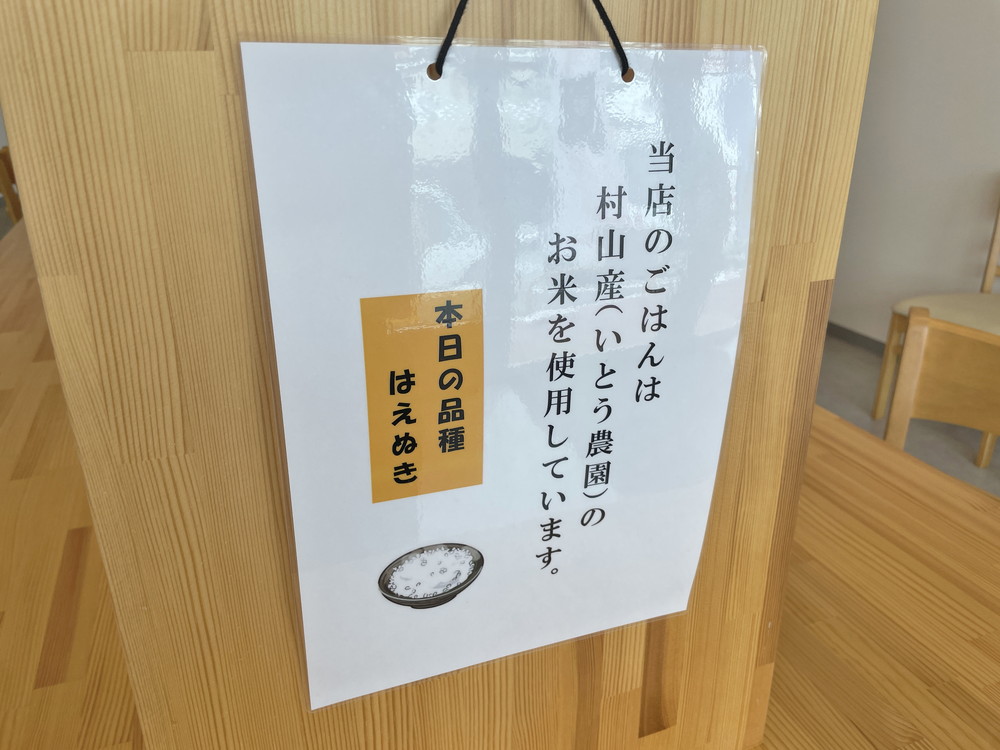 当店のごはんは
村山産(いとう農園)の
お米を使用しています。
本日の品種
はえぬき